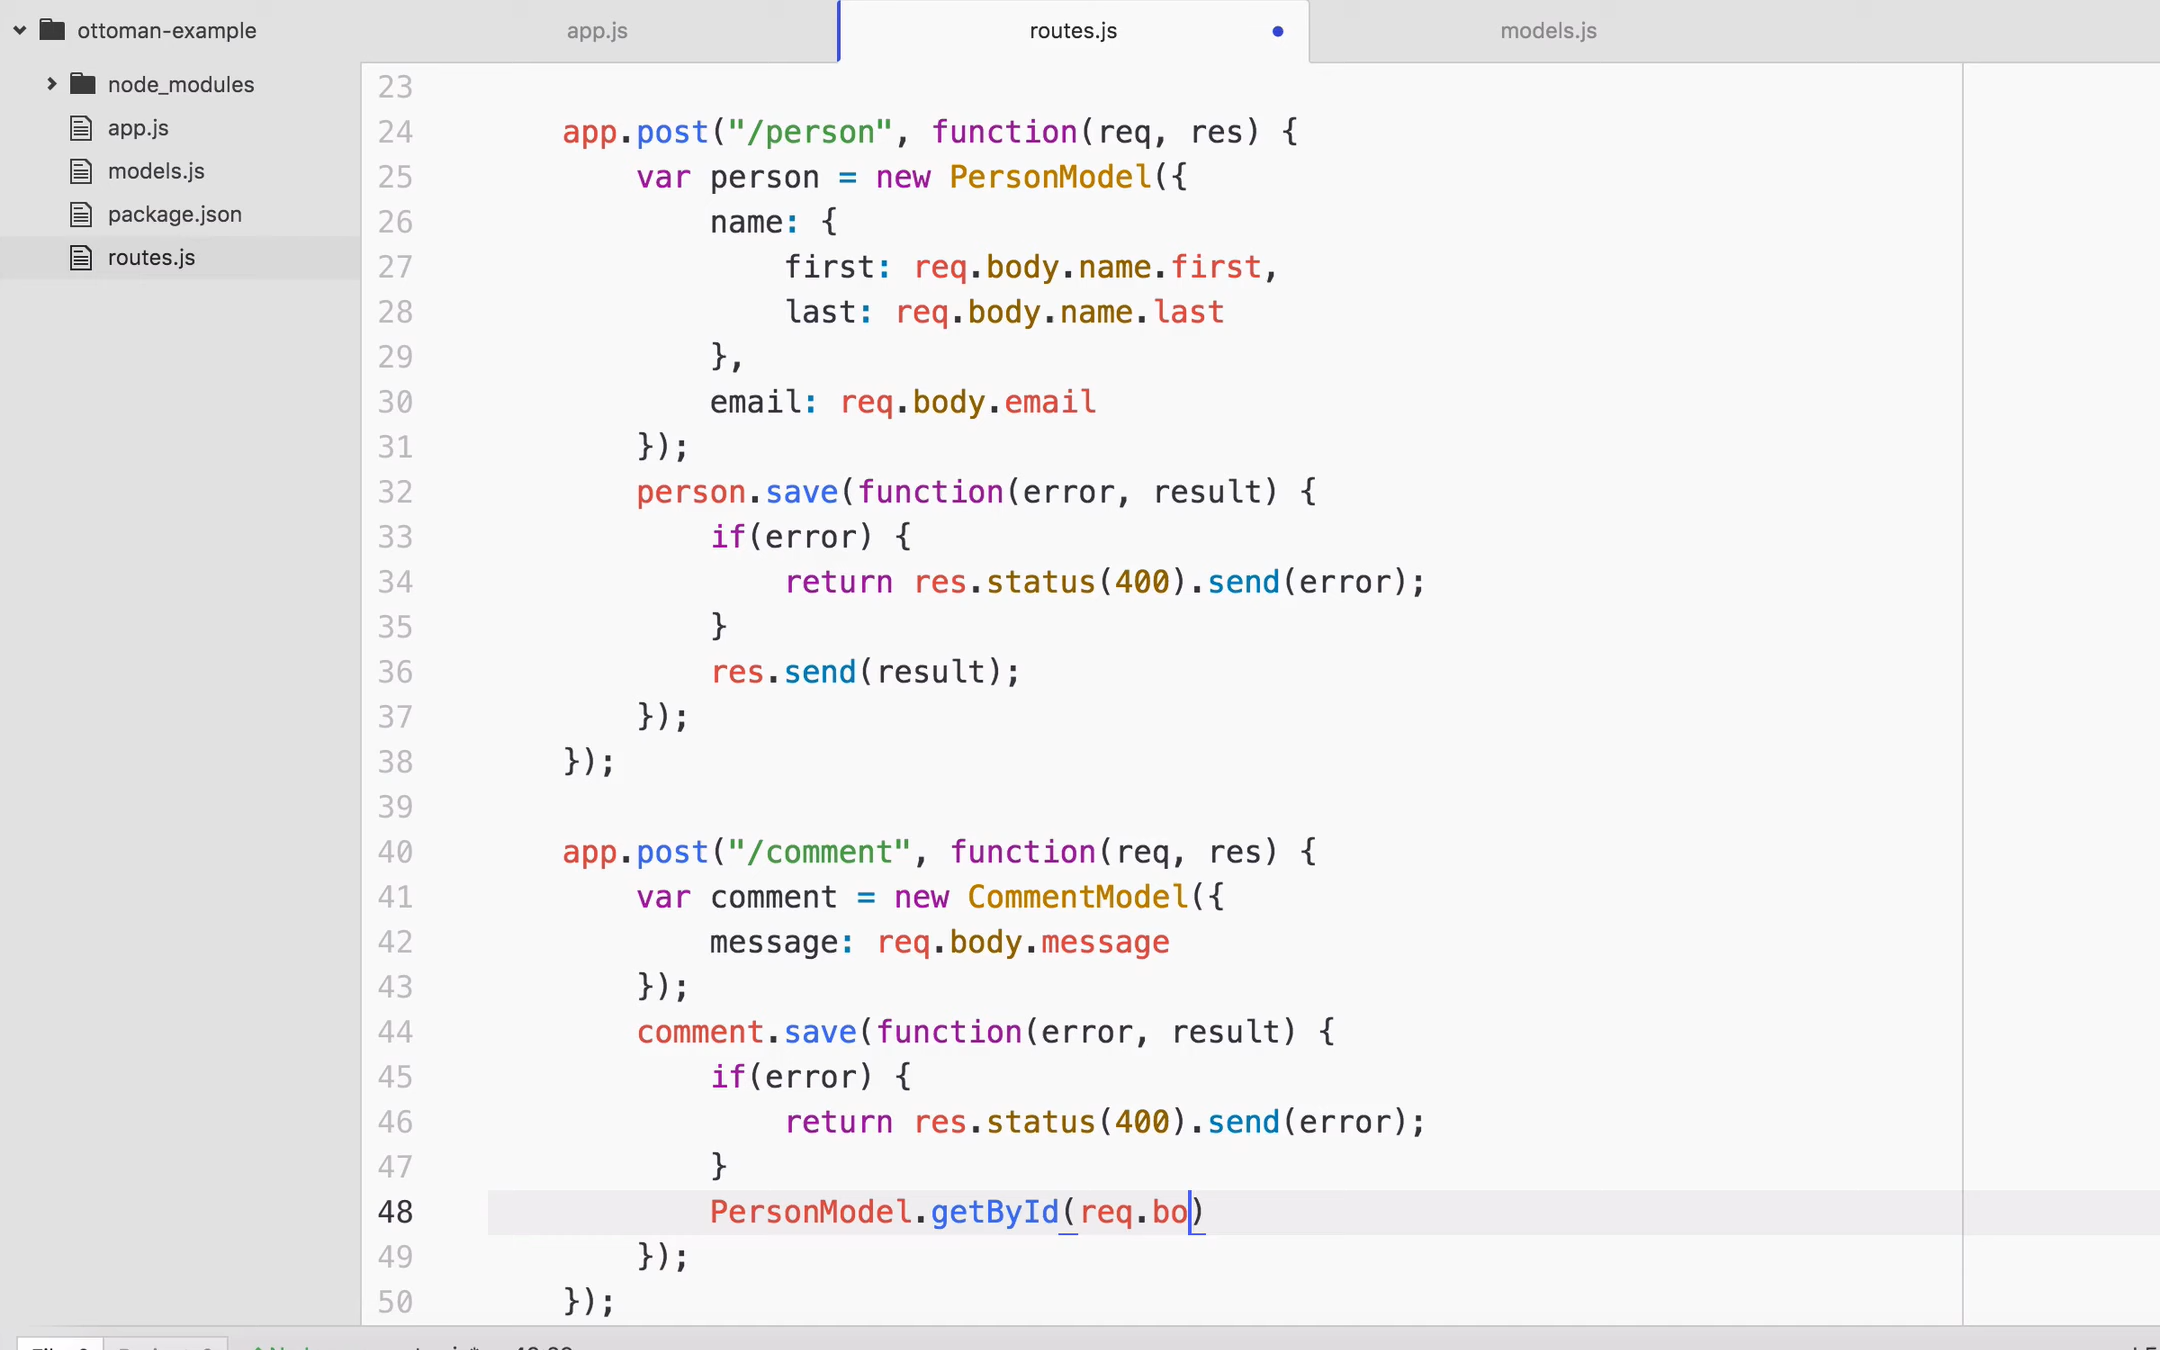 ottoman-example
node_modules
app.js
models.js
package.json
routes.js
app.js
routes.js
models.js
23
24 app.post("/person", function(req, res) {
25 var person = new PersonModel({
26 name: {
27 first: req.body.name.first,
28 last: req.body.name.last
29 },
30 email: req.body.email
31 });
32 person.save(function(error, result) {
33 if(error) {
34 return res.status(400).send(error);
35 }
36 res.send(result);
37 });
38 });
39
40 app.post("/comment", function(req, res) {
41 var comment = new CommentModel({
42 message: req.body.message
43 });
44 comment.save(function(error, result) {
45 if(error) {
46 return res.status(400).send(error);
47 }
48 PersonModel.getById(req.bo)
49 });
50 });